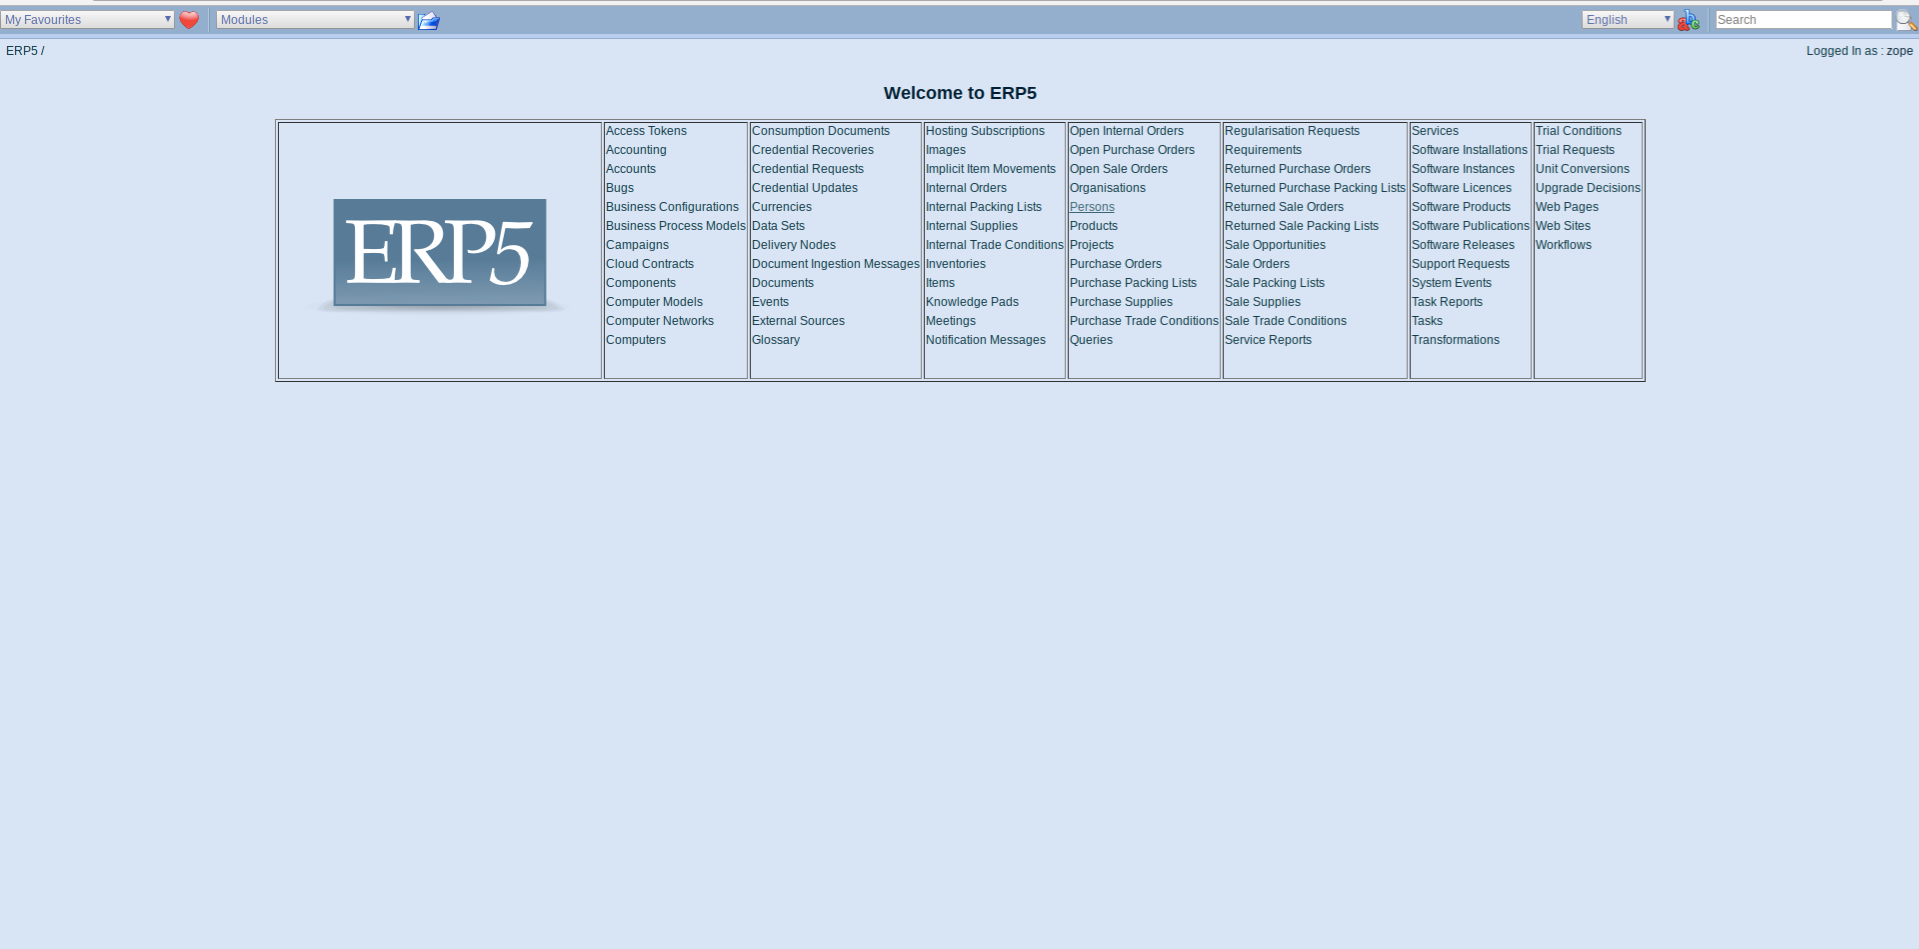 My Favourites
Modules
English
Search
ERP5 /
Logged In as : zope
Welcome to ERP5
ERP5
Access Tokens
Accounting
Accounts
Bugs
Business Configurations
Business Process Models
Campaigns
Cloud Contracts
Components
Computer Models
Computer Networks
Computers
Consumption Documents
Credential Recoveries
Credential Requests
Credential Updates
Currencies
Data Sets
Delivery Nodes
Document Ingestion Messages
Documents
Events
External Sources
Glossary
Hosting Subscriptions
Images
Implicit Item Movements
Internal Orders
Internal Packing Lists
Internal Supplies
Internal Trade Conditions
Inventories
Items
Knowledge Pads
Meetings
Notification Messages
Open Internal Orders
Open Purchase Orders
Open Sale Orders
Organisations
Persons
Products
Projects
Purchase Orders
Purchase Packing Lists
Purchase Supplies
Purchase Trade Conditions
Queries
Regularisation Requests
Requirements
Returned Purchase Orders
Returned Purchase Packing Lists
Returned Sale Orders
Returned Sale Packing Lists
Sale Opportunities
Sale Orders
Sale Packing Lists
Sale Supplies
Sale Trade Conditions
Service Reports
Services
Software Installations
Software Instances
Software Licences
Software Products
Software Publications
Software Releases
Support Requests
System Events
Task Reports
Tasks
Transformations
Trial Conditions
Trial Requests
Unit Conversions
Upgrade Decisions
Web Pages
Web Sites
Workflows